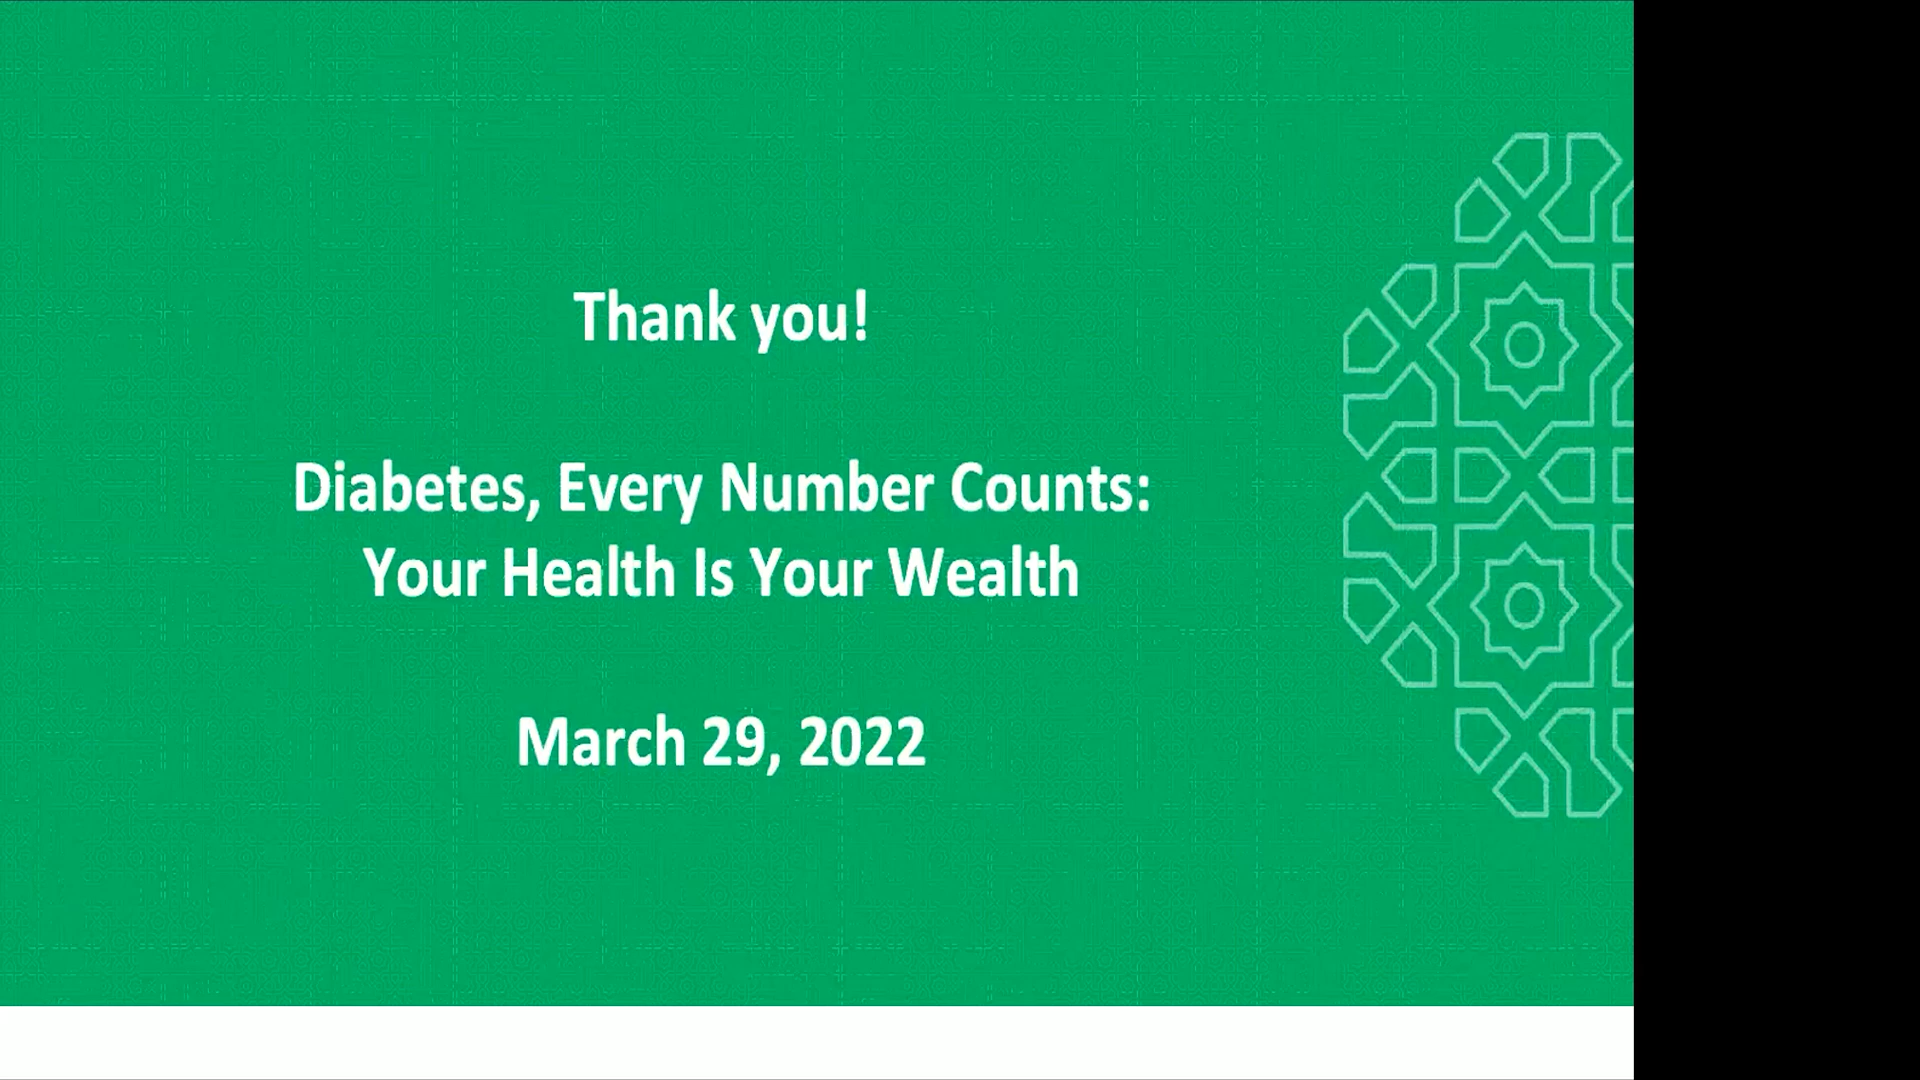 Thank you!
Diabetes, Every Number Counts:
Your Health Is Your Wealth
March 29, 2022